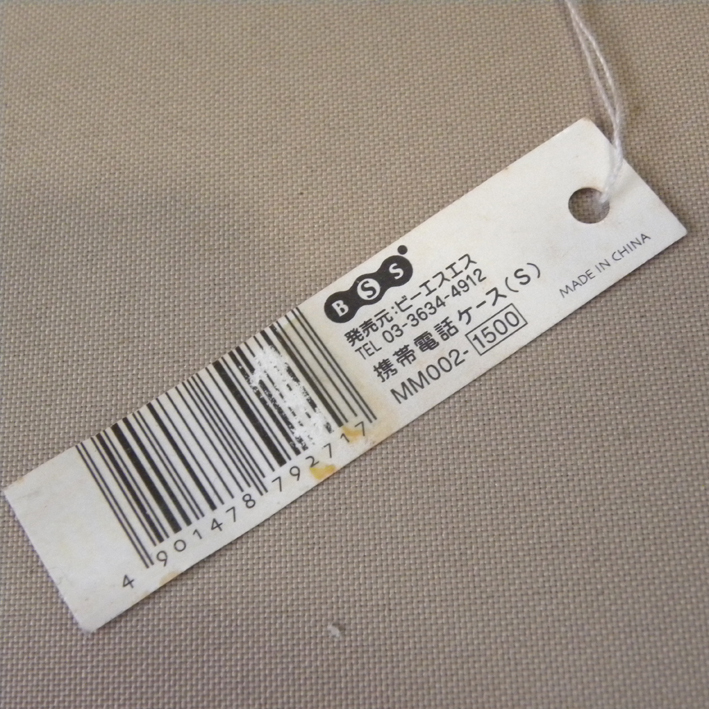 BSS
発売元:ビーエスエス
TEL 03-3634-4912
携帯電話ケース(S)
MM002-1500
MADE IN CHINA
4 901478 792717